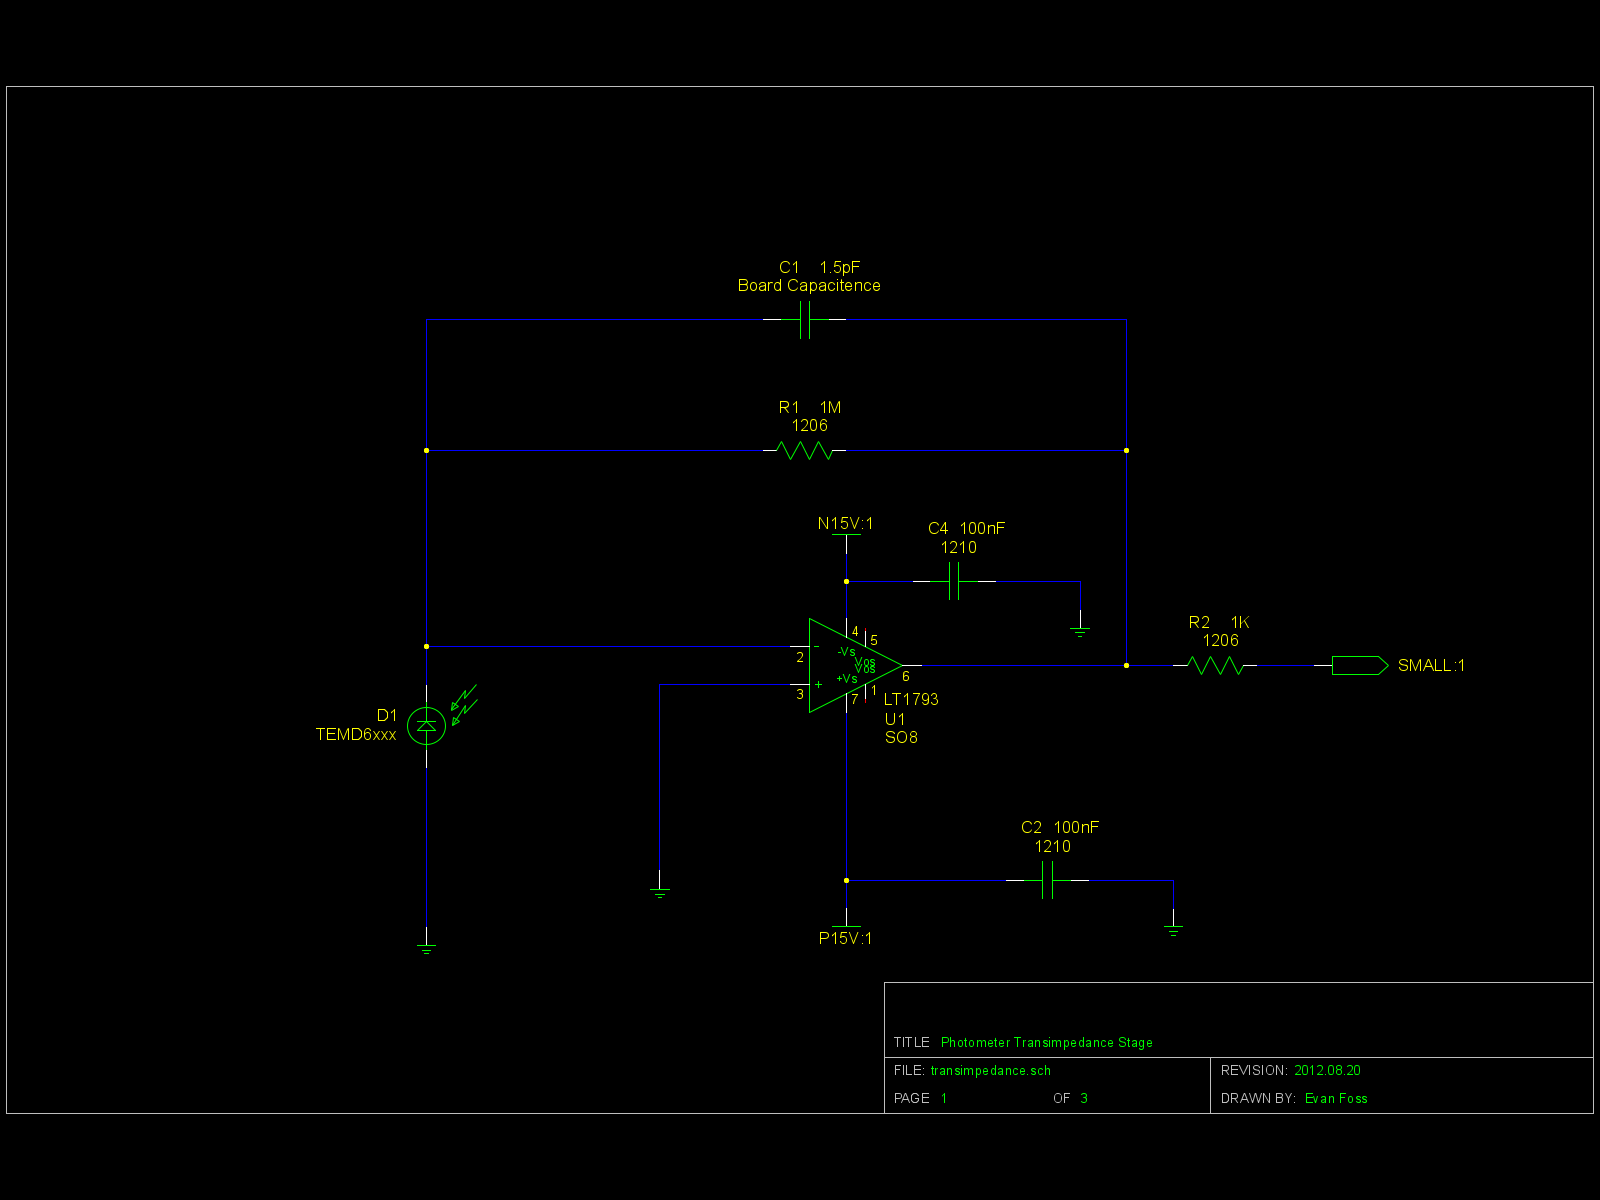 C1 1.5pF
Board Capacitence
R1 1M
1206
N15V:1
C4 100nF
1210
R2 1K
1206
4
5
-
2
-Vs
Vos
Vos
+Vs
+
3
6
1
7
SMALL:1
LT1793
U1
SO8
D1
TEMD6xxx
C2 100nF
1210
P15V:1
TITLE Photometer Transimpedance Stage
FILE: transimpedance.sch
REVISION: 2012.08.20
PAGE 1 OF 3
DRAWN BY: Evan Foss